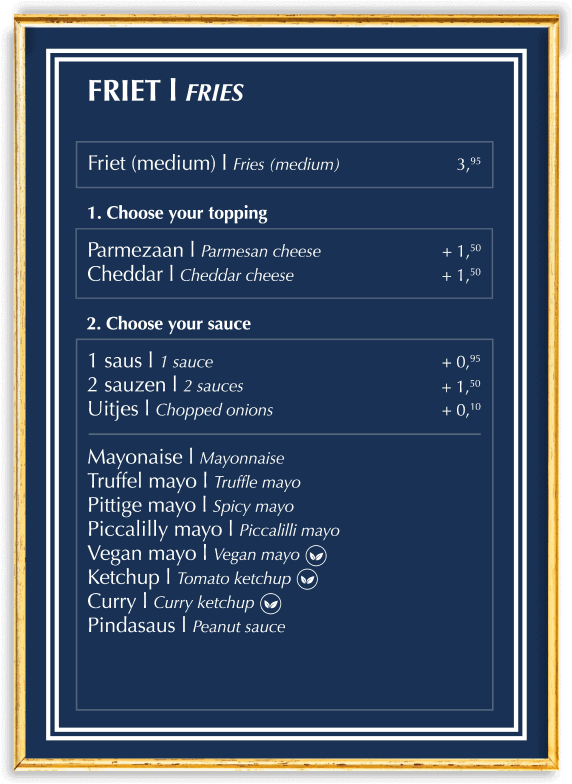 FRIET | FRIES
Friet (medium) | Fries (medium) 3,95
1. Choose your topping
Parmezaan | Parmesan cheese + 1,50
Cheddar | Cheddar cheese + 1,50
2. Choose your sauce
1 saus | 1 sauce + 0,95
2 sauzen | 2 sauces + 1,50
Uitjes | Chopped onions + 0,10
Mayonaise | Mayonnaise
Truffel mayo | Truffle mayo
Pittige mayo | Spicy mayo
Piccalilly mayo | Piccalilli mayo
Vegan mayo | Vegan mayo
Ketchup | Tomato ketchup
Curry | Curry ketchup
Pindasaus | Peanut sauce